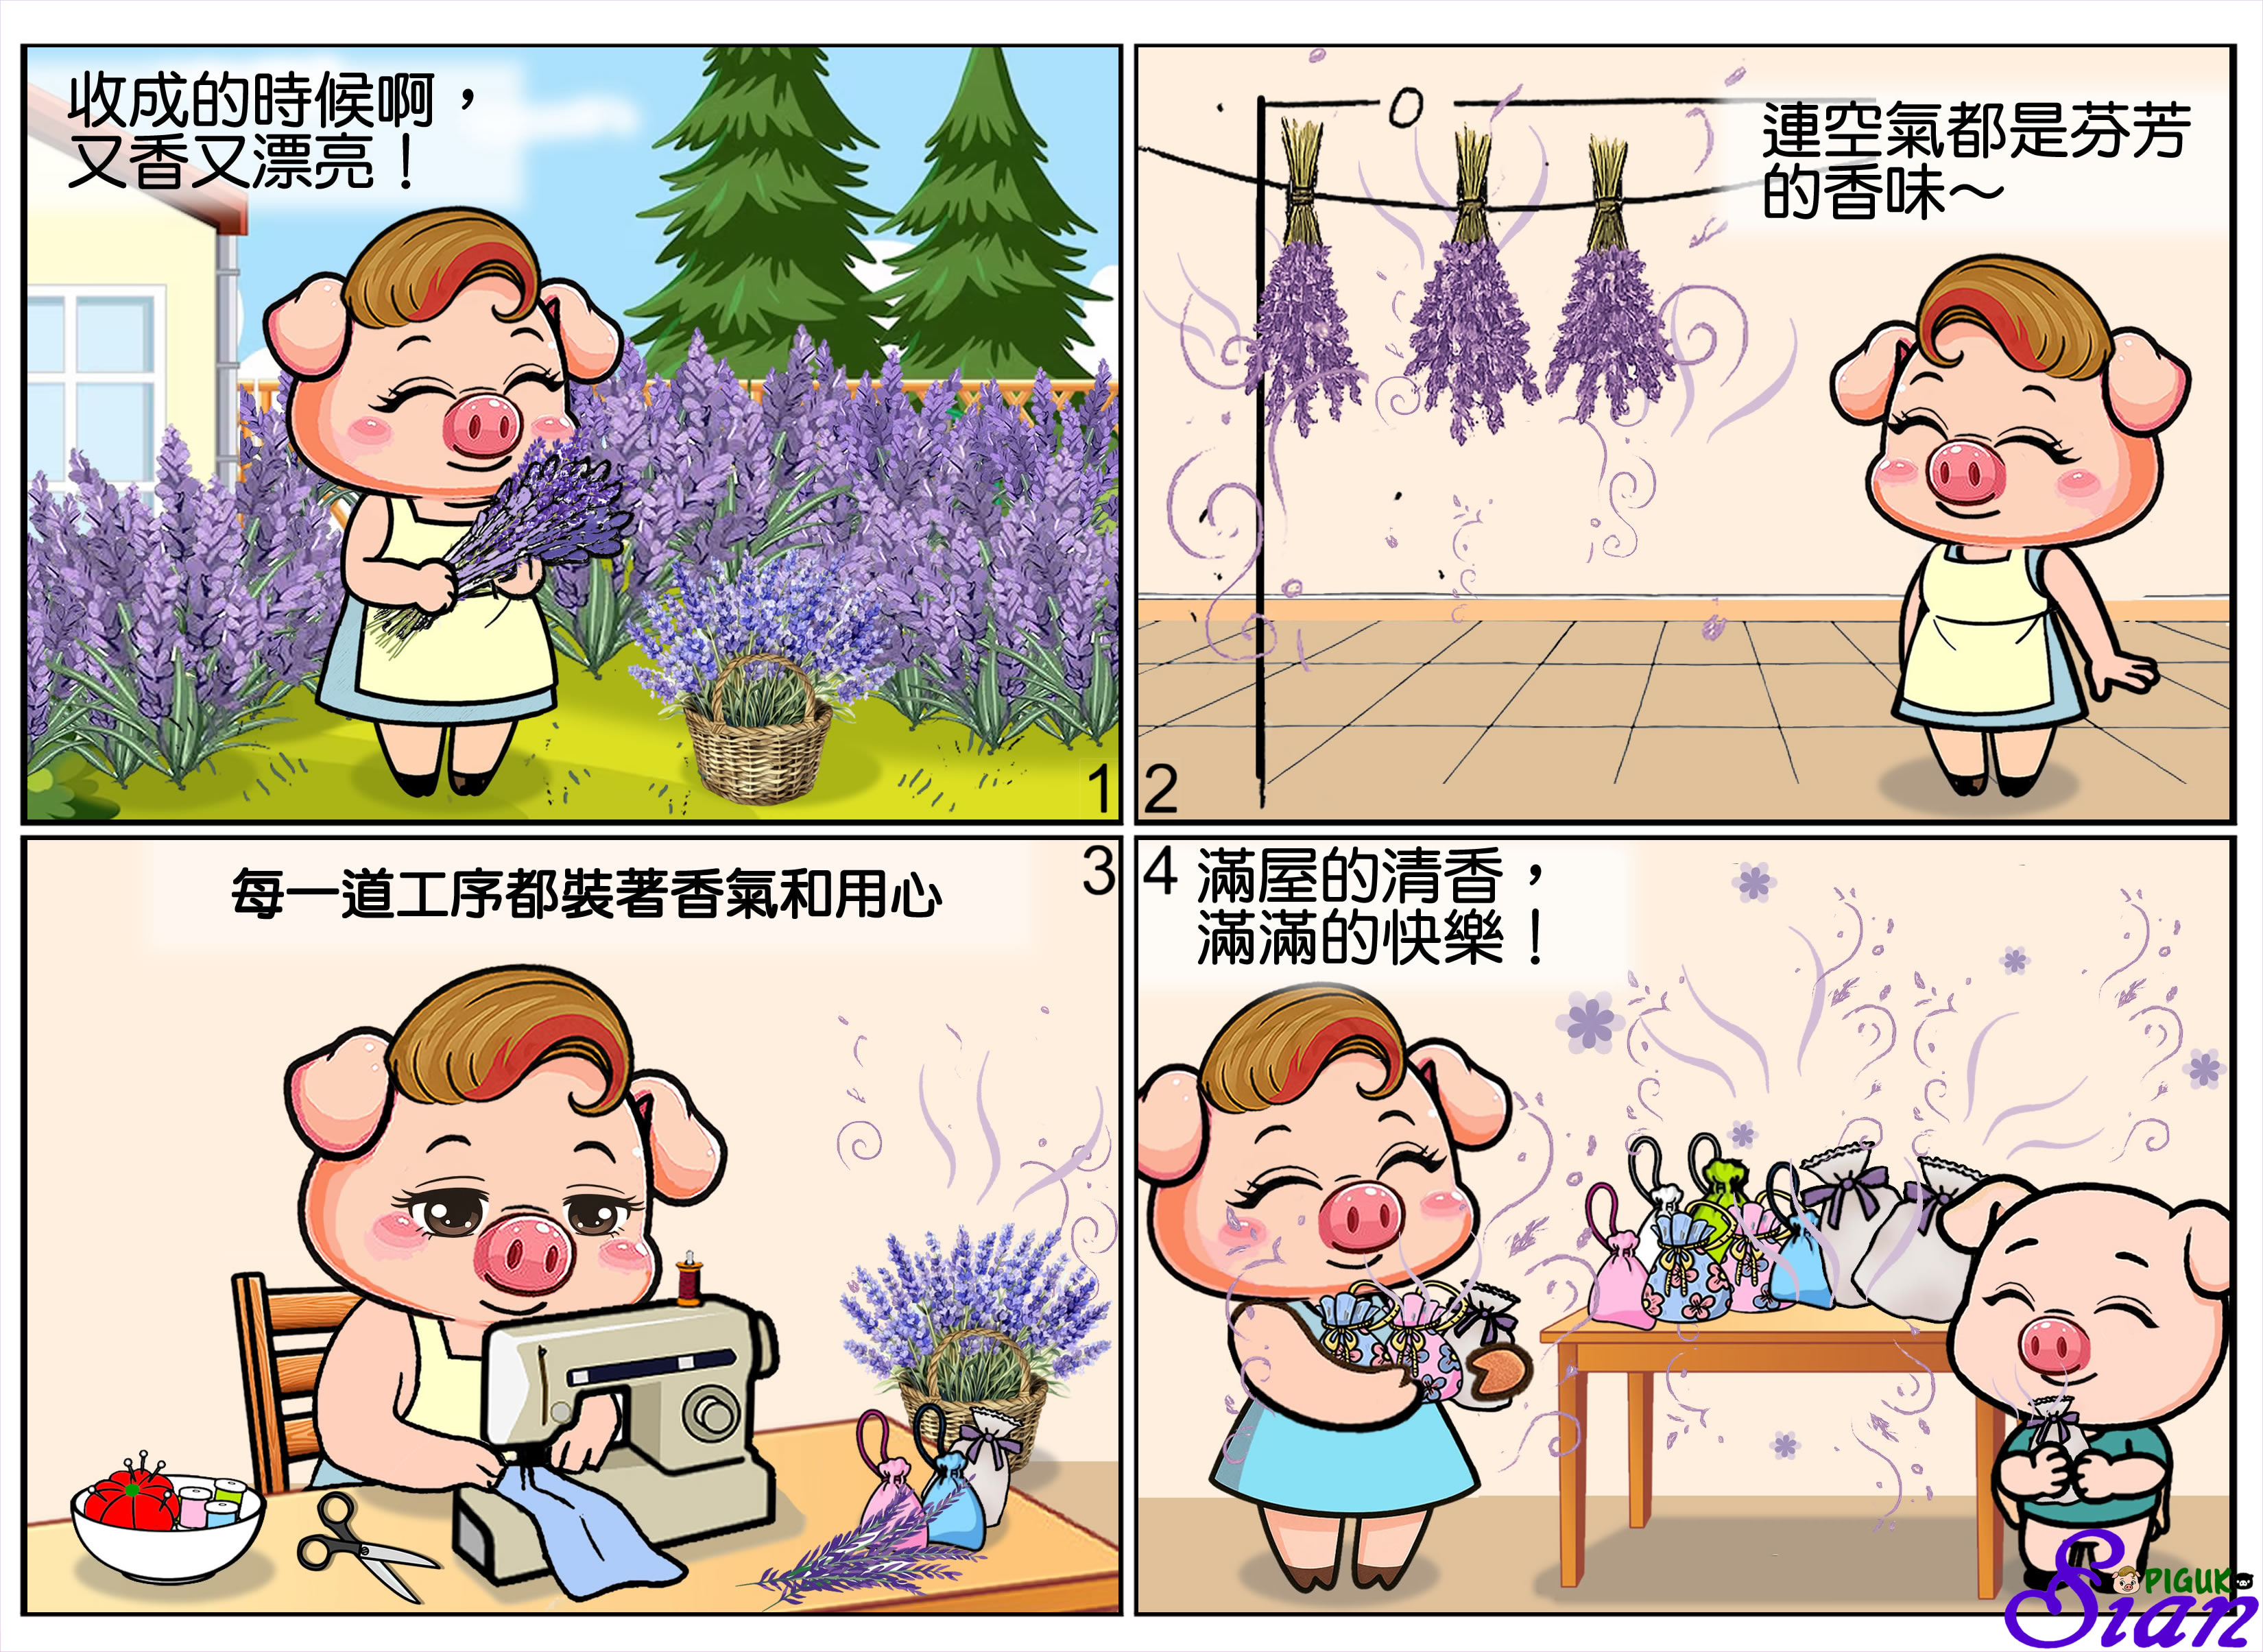 收成的時候啊，
又香又漂亮！
1
2
連空氣都是芬芳
的香味～
每一道工序都裝著香氣和用心
3
4
滿屋的清香，
滿滿的快樂！
PIGUK
Sian